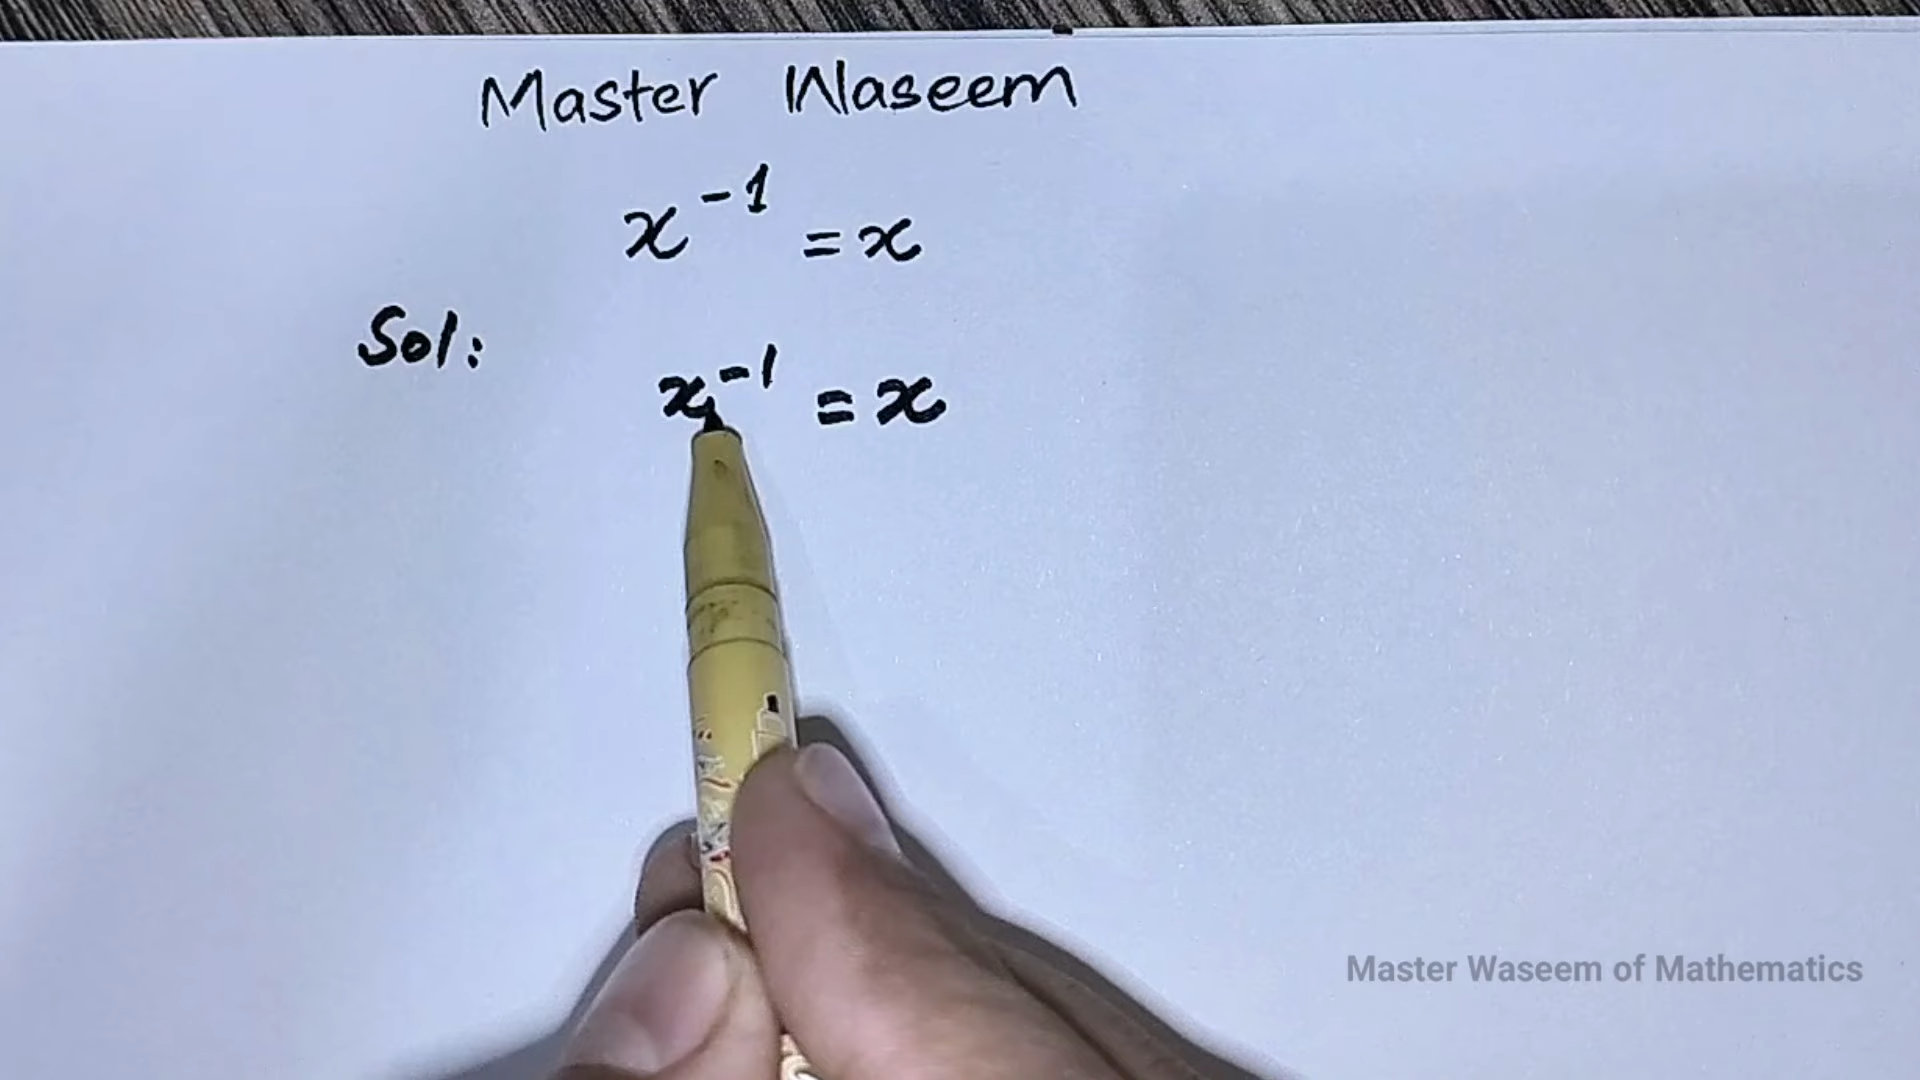 Master Waseem
x⁻¹ = x
Sol:
x⁻¹ = x
Master Waseem of Mathematics